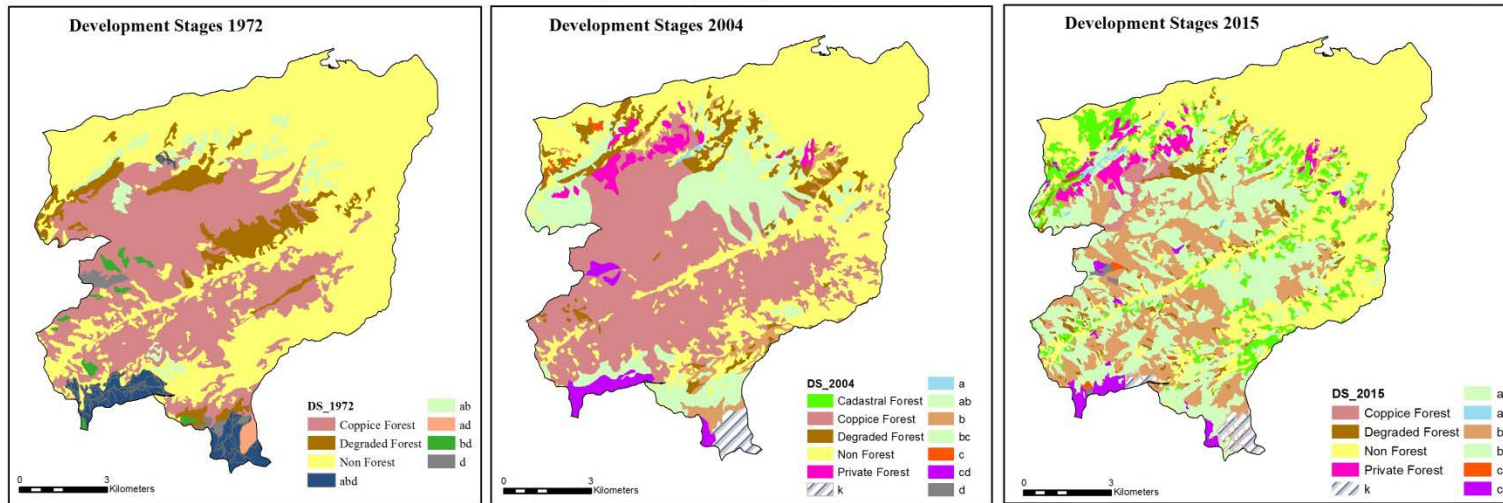 Development Stages 1972
DS_1972
Coppice Forest
Degraded Forest
Non Forest
abd
ab
ad
bd
d
0 3
Kilometers
Development Stages 2004
DS_2004
Cadastral Forest
Coppice Forest
Degraded Forest
Non Forest
Private Forest
k
a
ab
b
bc
c
cd
d
0 3
Kilometers
Development Stages 2015
DS_2015
Coppice Forest
Degraded Forest
Non Forest
Private Forest
k
a
a
b
b
c
c
0 3
Kilometers